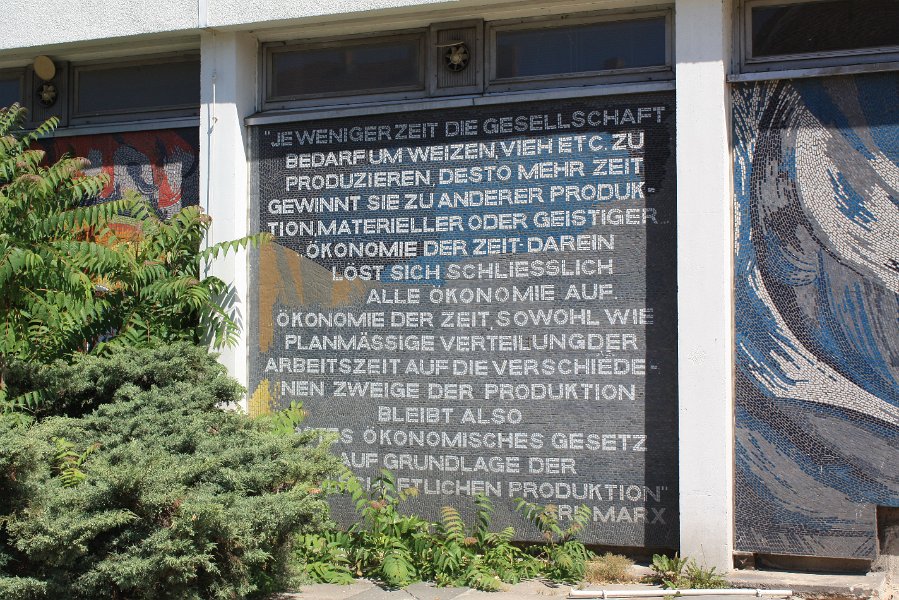 "JE WENIGER ZEIT DIE GESELLSCHAFT
BEDARF UM WEIZEN, VIEH ETC. ZU
PRODUZIEREN, DESTO MEHR ZEIT
GEWINNT SIE ZU ANDERER PRODUK-
TION, MATERIELLER ODER GEISTIGER...
...ÖKONOMIE DER ZEIT. DAREIN
LÖST SICH SCHLIESSLICH
ALLE ÖKONOMIE AUF.
ÖKONOMIE DER ZEIT, SOWOHL WIE
PLANMÄSSIGE VERTEILUNG DER
ARBEITSZEIT AUF DIE VERSCHIEDE-
NEN ZWEIGE DER PRODUKTION
BLEIBT ALSO
ÖKONOMISCHES GESETZ
AUF GRUNDLAGE DER
PRODUKTION"
MARX